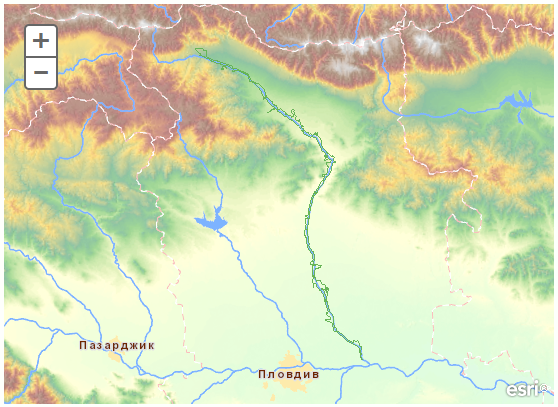 +
−
Пазарджик
Пловдив
esri